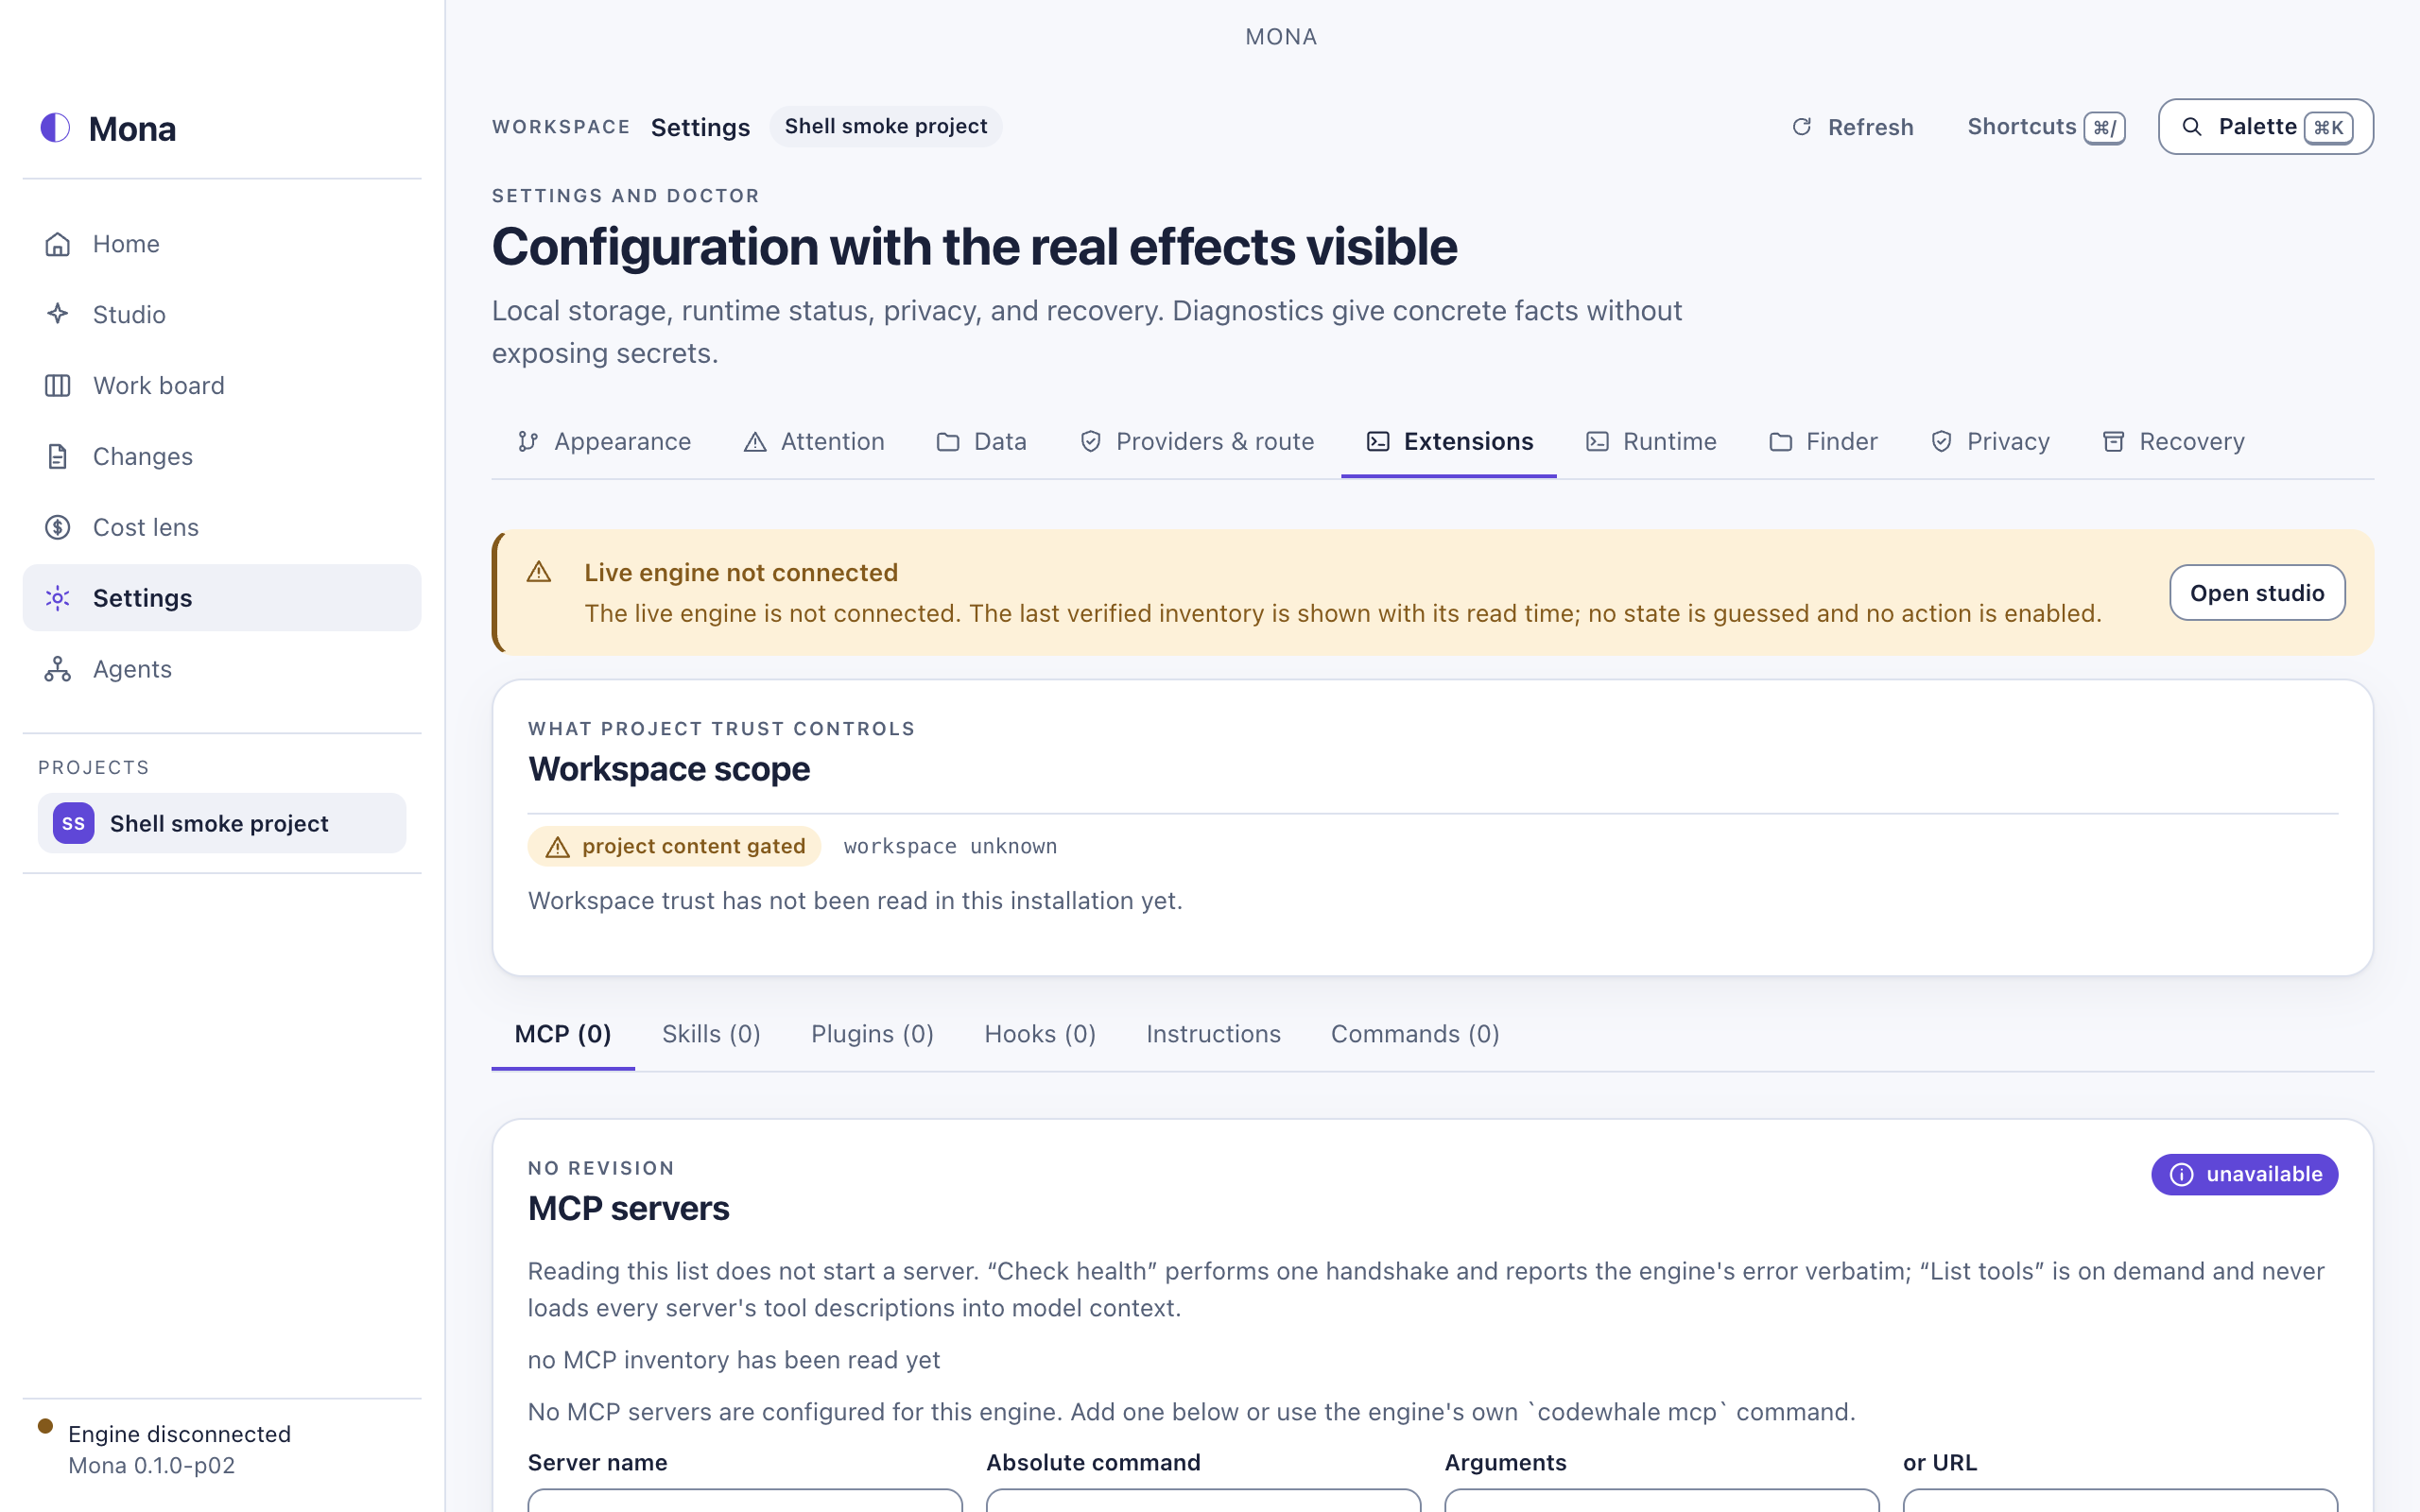 MONA
Mona
Home
Studio
Work board
Changes
Cost lens
Settings
Agents
PROJECTS
SS Shell smoke project
Engine disconnected
Mona 0.1.0-p02
WORKSPACE Settings Shell smoke project
Refresh Shortcuts ⌘/ Palette ⌘K
SETTINGS AND DOCTOR
Configuration with the real effects visible
Local storage, runtime status, privacy, and recovery. Diagnostics give concrete facts without
exposing secrets.
Appearance Attention Data Providers & route Extensions Runtime Finder Privacy Recovery
Live engine not connected
The live engine is not connected. The last verified inventory is shown with its read time; no state is guessed and no action is enabled.
Open studio
WHAT PROJECT TRUST CONTROLS
Workspace scope
project content gated workspace unknown
Workspace trust has not been read in this installation yet.
MCP (0) Skills (0) Plugins (0) Hooks (0) Instructions Commands (0)
NO REVISION
MCP servers
unavailable
Reading this list does not start a server. “Check health” performs one handshake and reports the engine's error verbatim; “List tools” is on demand and never
loads every server's tool descriptions into model context.
no MCP inventory has been read yet
No MCP servers are configured for this engine. Add one below or use the engine's own `codewhale mcp` command.
Server name Absolute command Arguments or URL